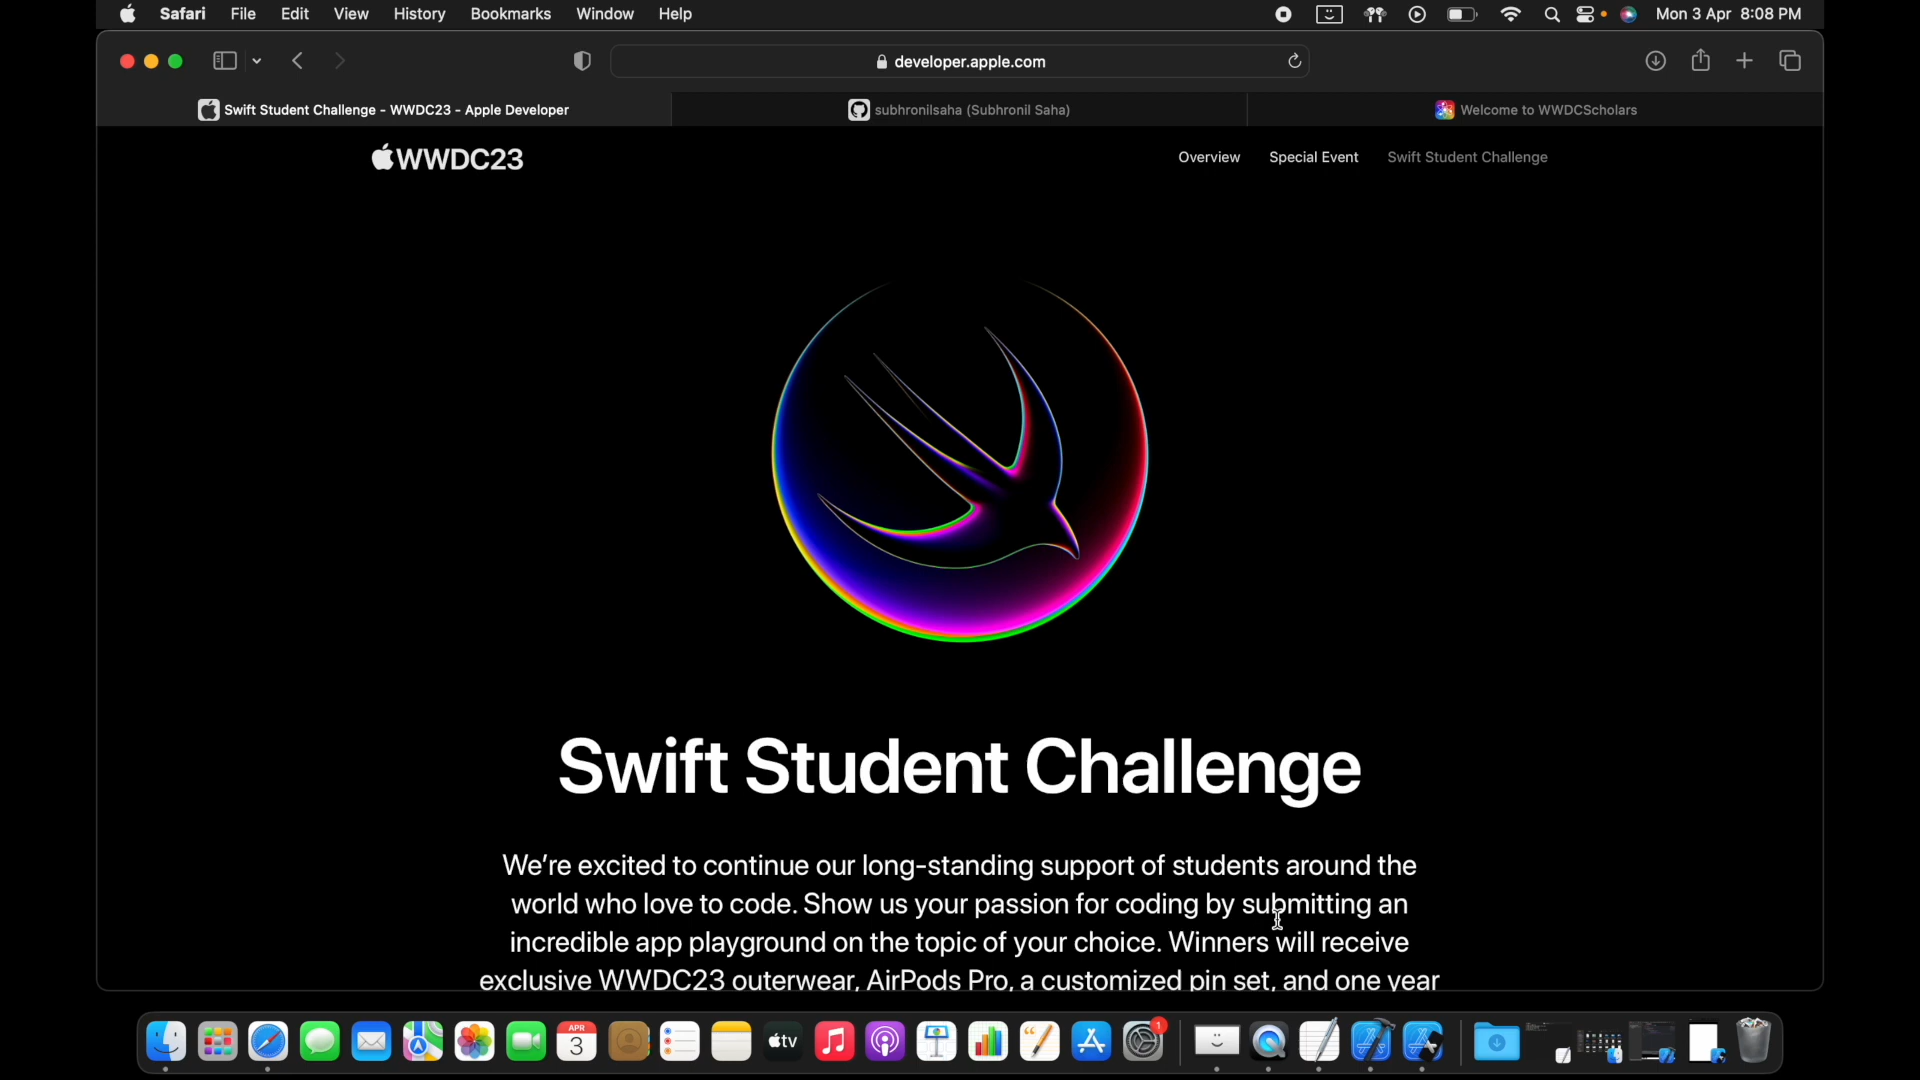 Safari File Edit View History Bookmarks Window Help Mon 3 Apr 8:08 PM
developer.apple.com
Swift Student Challenge - WWDC23 - Apple Developer subhronilsaha (Subhronil Saha) Welcome to WWDCScholars
WWDC23 Overview Special Event Swift Student Challenge
Swift Student Challenge
We're excited to continue our long-standing support of students around the
world who love to code. Show us your passion for coding by submitting an
incredible app playground on the topic of your choice. Winners will receive
exclusive WWDC23 outerwear, AirPods Pro, a customized pin set, and one year
APR
3
tv
1